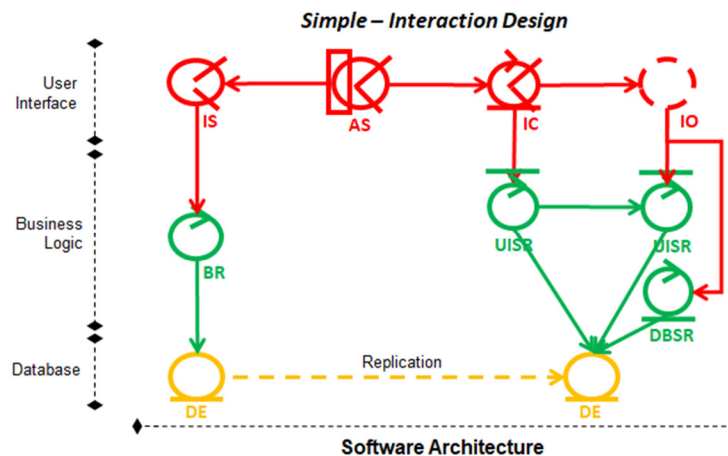 Simple – Interaction Design
User
Interface
IS
AS
IC
IO
Business
Logic
BR
UISR
UISR
DBSR
Database
Replication
DE
DE
Software Architecture